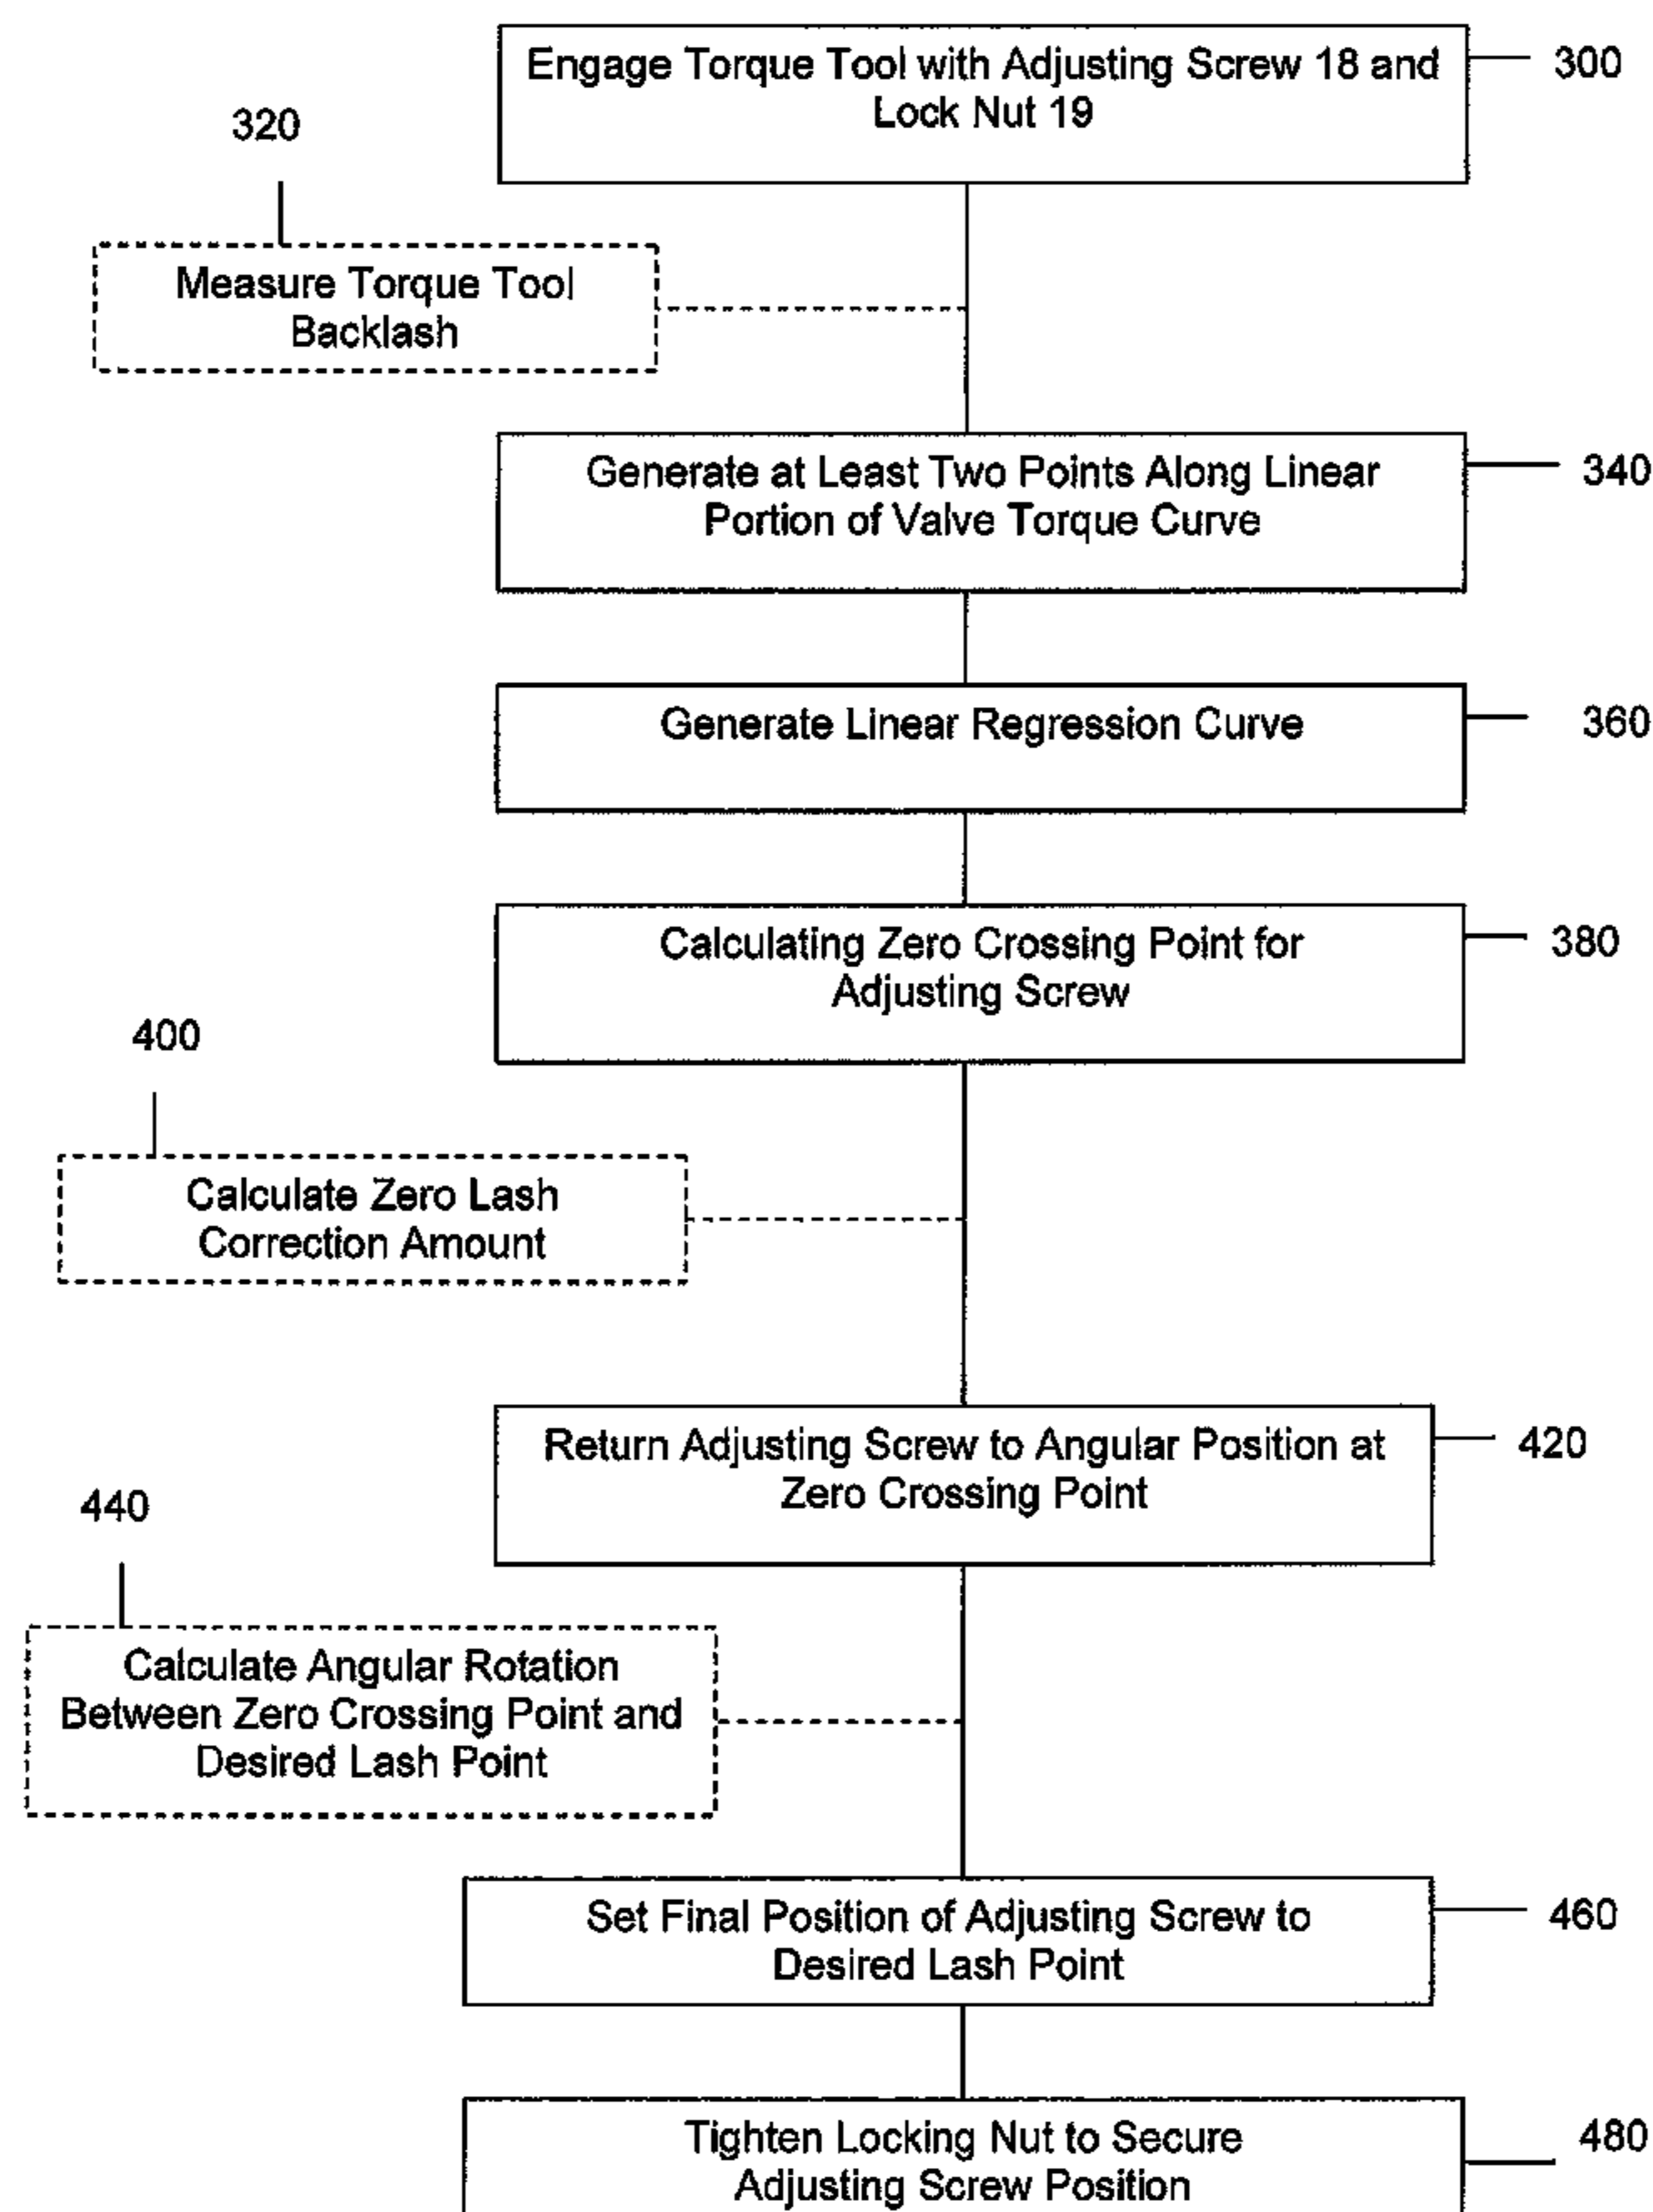 Engage Torque Tool with Adjusting Screw 18 and
Lock Nut 19
300
320
Measure Torque Tool
Backlash
Generate at Least Two Points Along Linear
Portion of Valve Torque Curve
340
Generate Linear Regression Curve
360
Calculating Zero Crossing Point for
Adjusting Screw
380
400
Calculate Zero Lash
Correction Amount
Return Adjusting Screw to Angular Position at
Zero Crossing Point
420
440
Calculate Angular Rotation
Between Zero Crossing Point and
Desired Lash Point
Set Final Position of Adjusting Screw to
Desired Lash Point
460
Tighten Locking Nut to Secure
Adjusting Screw Position
480